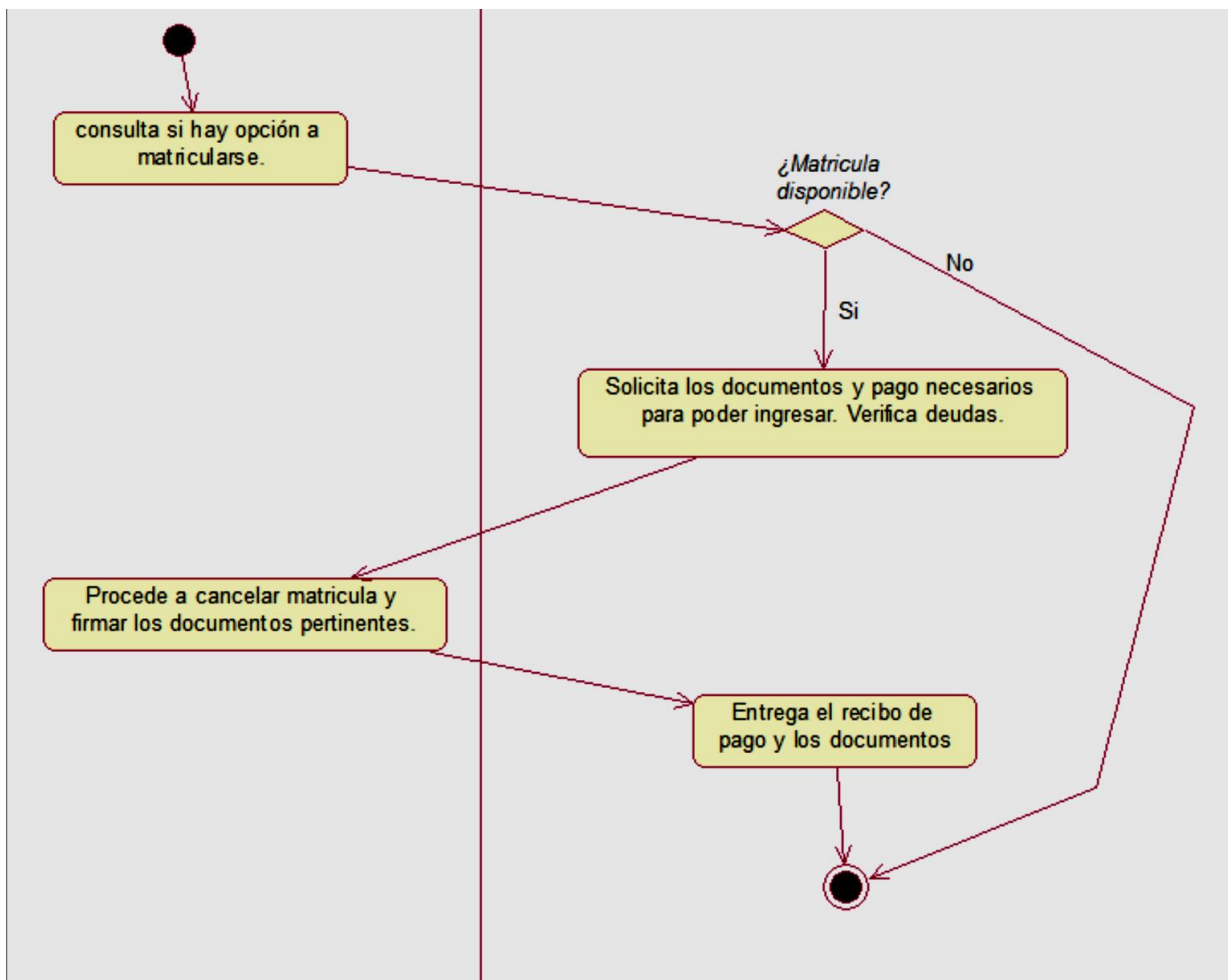 consulta si hay opción a
matricularse.
¿Matricula
disponible?
No
Si
Solicita los documentos y pago necesarios
para poder ingresar. Verifica deudas.
Procede a cancelar matricula y
firmar los documentos pertinentes.
Entrega el recibo de
pago y los documentos